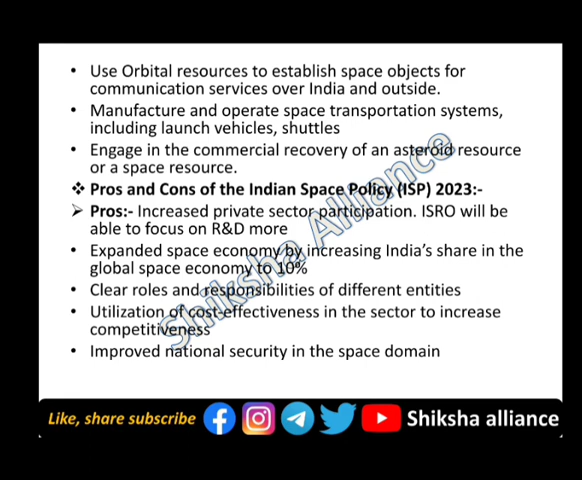 • Use Orbital resources to establish space objects for
communication services over India and outside.
• Manufacture and operate space transportation systems,
including launch vehicles, shuttles
• Engage in the commercial recovery of an asteroid resource
or a space resource.
❖ Pros and Cons of the Indian Space Policy (ISP) 2023:-
➢ Pros:- Increased private sector participation. ISRO will be
able to focus on R&D more
• Expanded space economy by increasing India's share in the
global space economy to 10%
• Clear roles and responsibilities of different entities
• Utilization of cost-effectiveness in the sector to increase
competitiveness
• Improved national security in the space domain
Shiksha Alliance
Like, share subscribe
Shiksha alliance